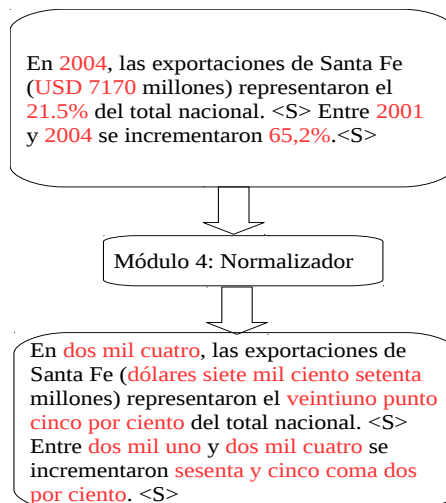 En 2004, las exportaciones de Santa Fe
(USD 7170 millones) representaron el
21.5% del total nacional. <S> Entre 2001
y 2004 se incrementaron 65,2%.<S>
Módulo 4: Normalizador
En dos mil cuatro, las exportaciones de
Santa Fe (dólares siete mil ciento setenta
millones) representaron el veintiuno punto
cinco por ciento del total nacional. <S>
Entre dos mil uno y dos mil cuatro se
incrementaron sesenta y cinco coma dos
por ciento. <S>